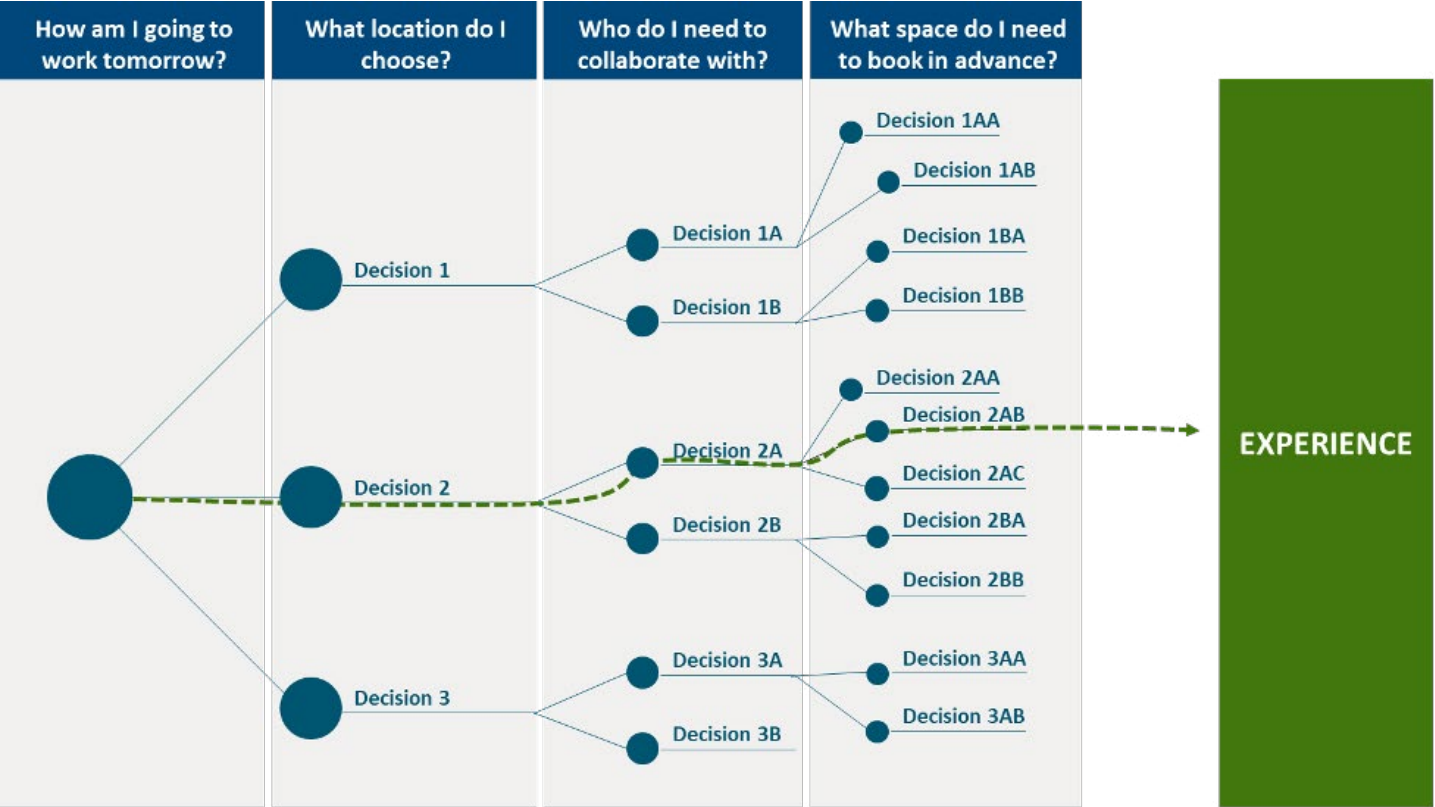 How am I going to
work tomorrow?
What location do I
choose?
Who do I need to
collaborate with?
What space do I need
to book in advance?
Decision 1
Decision 2
Decision 3
Decision 1A
Decision 1B
Decision 2A
Decision 2B
Decision 3A
Decision 3B
Decision 1AA
Decision 1AB
Decision 1BA
Decision 1BB
Decision 2AA
Decision 2AB
Decision 2AC
Decision 2BA
Decision 2BB
Decision 3AA
Decision 3AB
EXPERIENCE